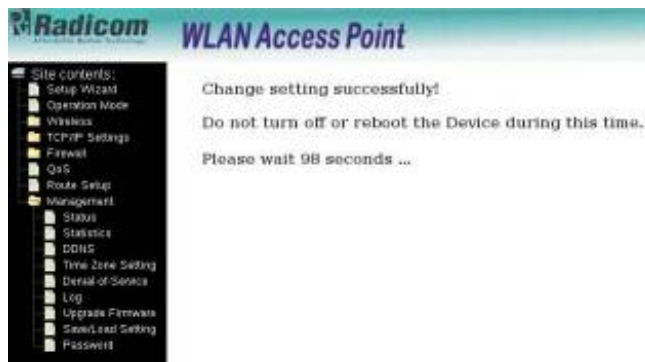 Radicom
WLAN Access Point
Site contents:
Setup Wizard
Operation Mode
Wireless
TCP/IP Settings
Firewall
QoS
Route Setup
Management
Status
Statistics
DDNS
Time Zone Setting
Denial-of-Service
Log
Upgrade Firmware
Save/Load Setting
Password
Change setting successfully!
Do not turn off or reboot the Device during this time.
Please wait 98 seconds ...